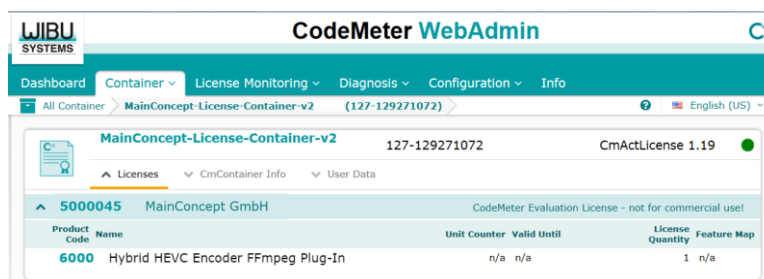 WIBU
SYSTEMS
CodeMeter WebAdmin
Dashboard Container License Monitoring Diagnosis Configuration Info
All Container MainConcept-License-Container-v2 (127-129271072) English (US)
MainConcept-License-Container-v2 127-129271072 CmActLicense 1.19
Licenses CmContainer Info User Data
5000045 MainConcept GmbH CodeMeter Evaluation License - not for commercial use!
Product Code Name Unit Counter Valid Until License Quantity Feature Map
6000 Hybrid HEVC Encoder FFmpeg Plug-In n/a n/a 1 n/a